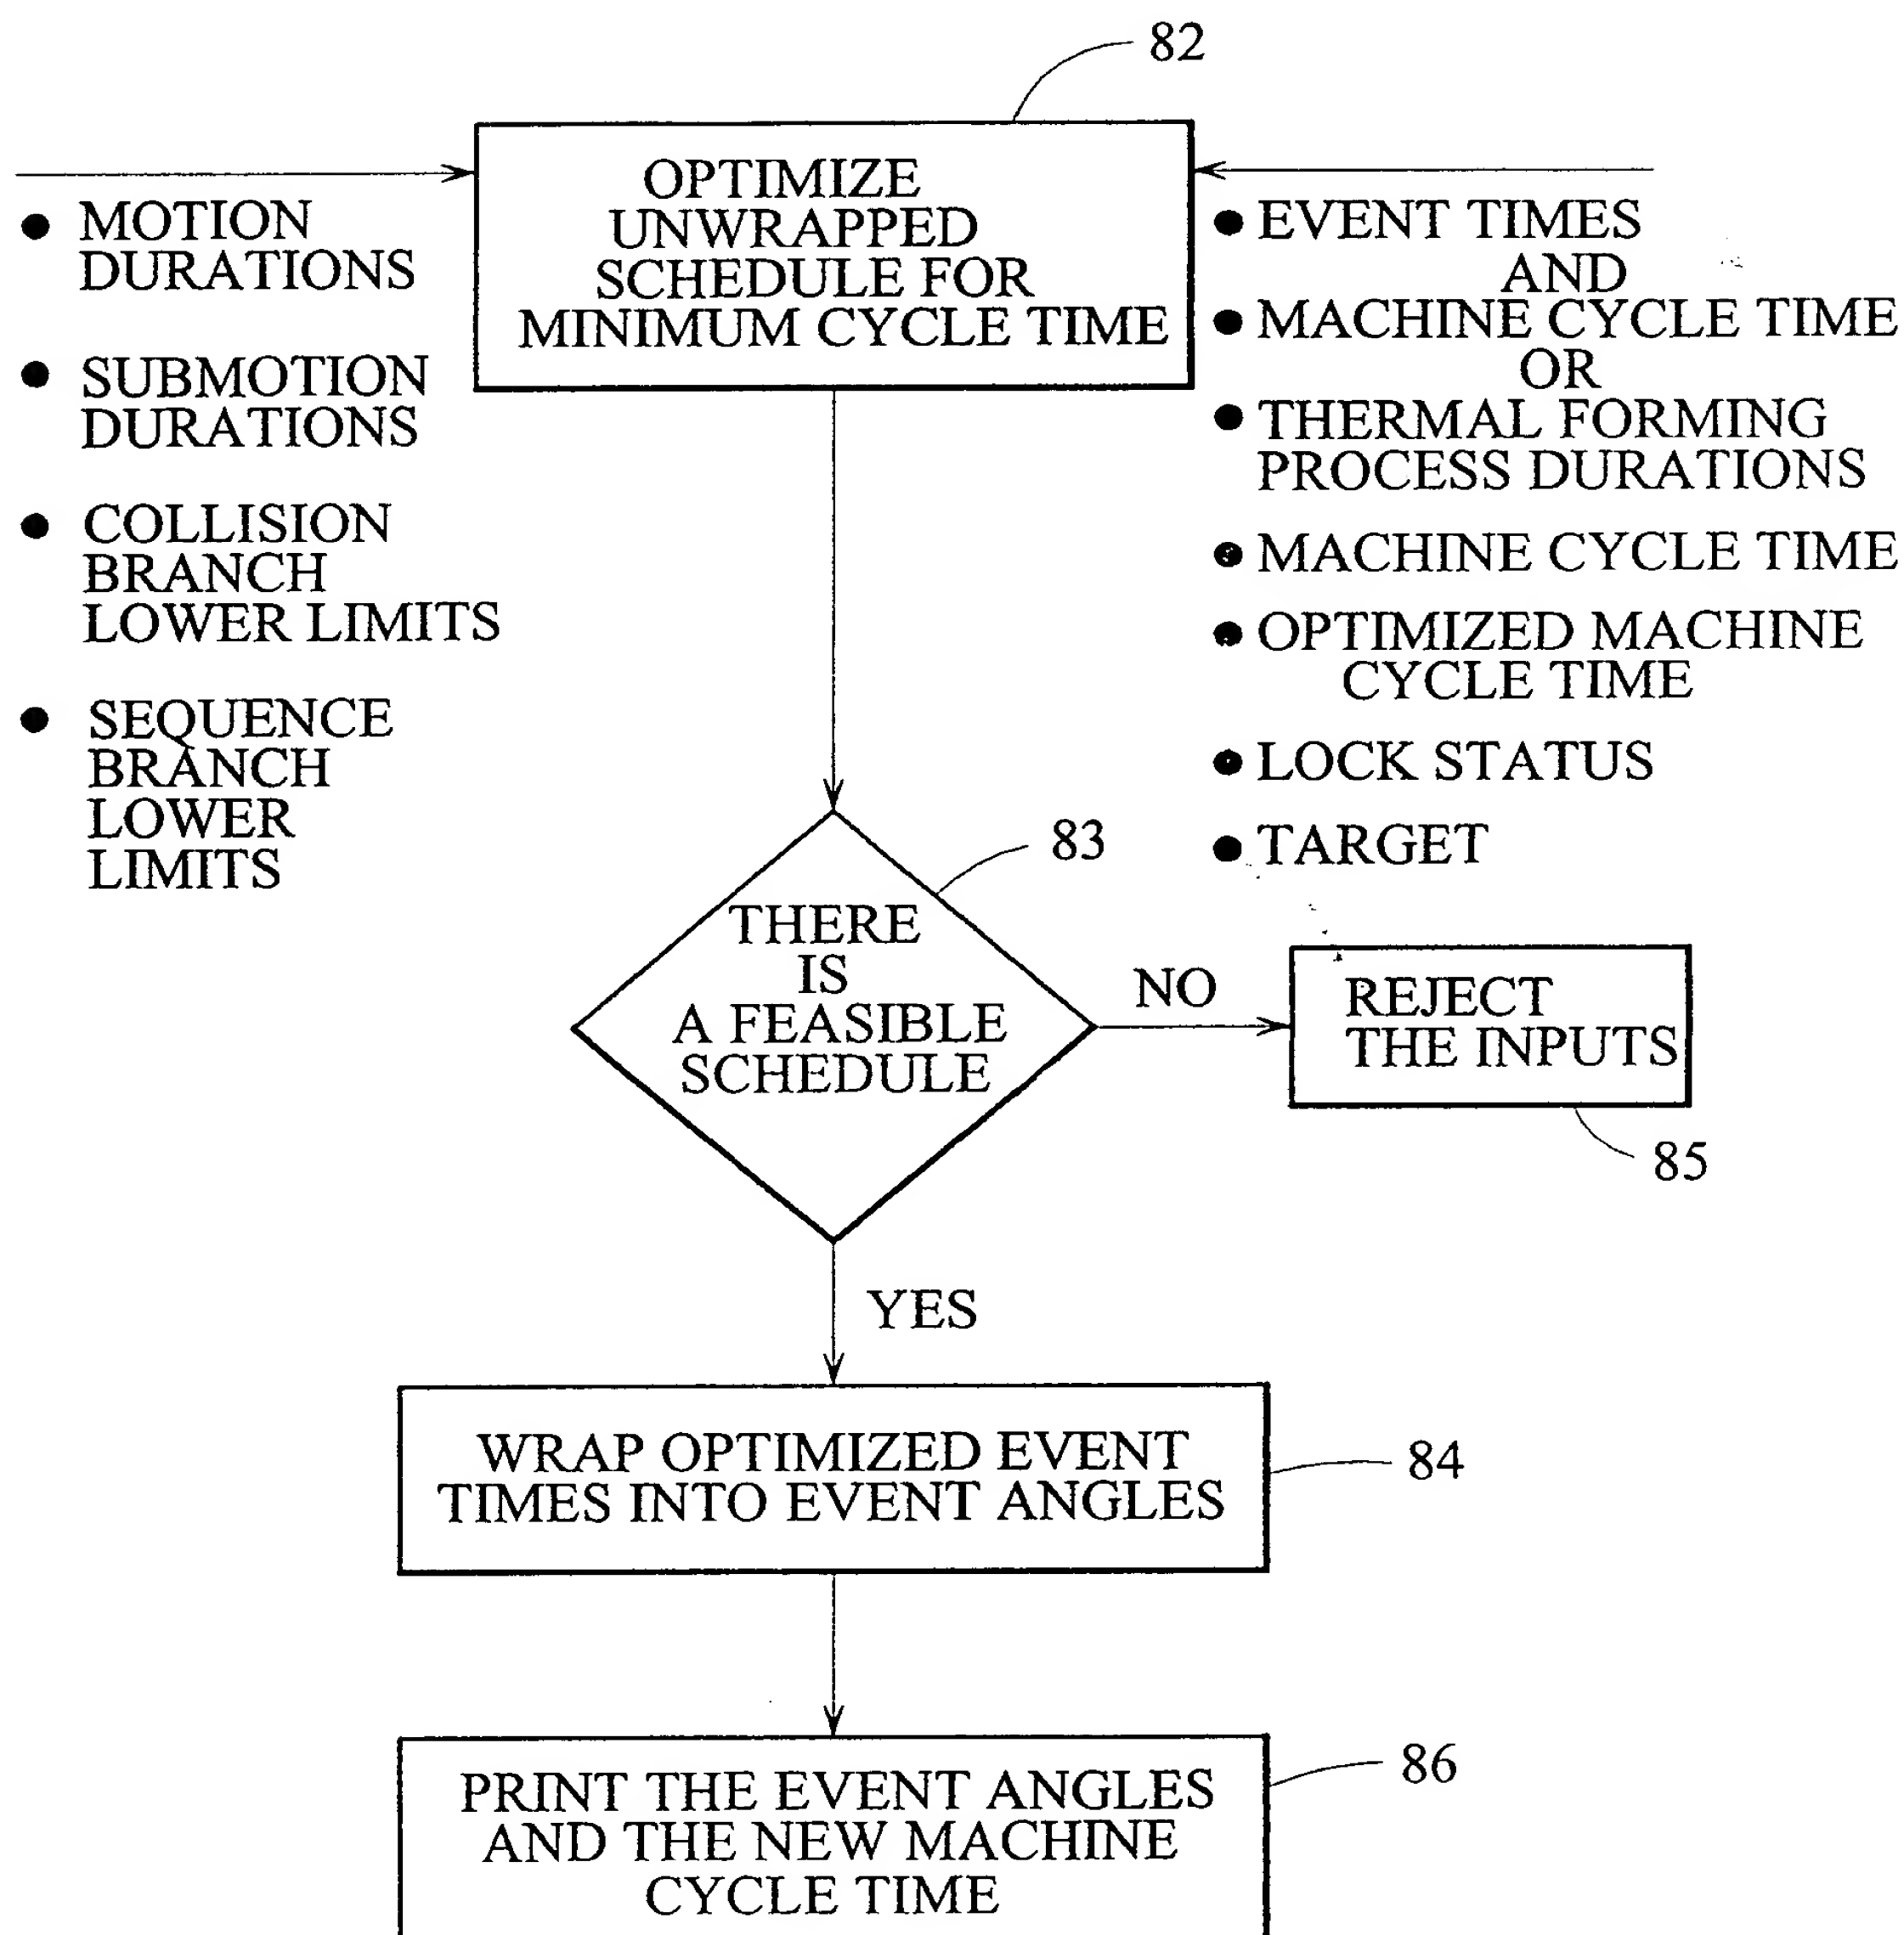 82
OPTIMIZE
UNWRAPPED
SCHEDULE FOR
MINIMUM CYCLE TIME
● MOTION
DURATIONS
● SUBMOTION
DURATIONS
● COLLISION
BRANCH
LOWER LIMITS
● SEQUENCE
BRANCH
LOWER
LIMITS
● EVENT TIMES
AND
● MACHINE CYCLE TIME
OR
● THERMAL FORMING
PROCESS DURATIONS
● MACHINE CYCLE TIME
● OPTIMIZED MACHINE
CYCLE TIME
● LOCK STATUS
● TARGET
83
THERE
IS
A FEASIBLE
SCHEDULE
NO
REJECT
THE INPUTS
85
YES
WRAP OPTIMIZED EVENT
TIMES INTO EVENT ANGLES
84
PRINT THE EVENT ANGLES
AND THE NEW MACHINE
CYCLE TIME
86